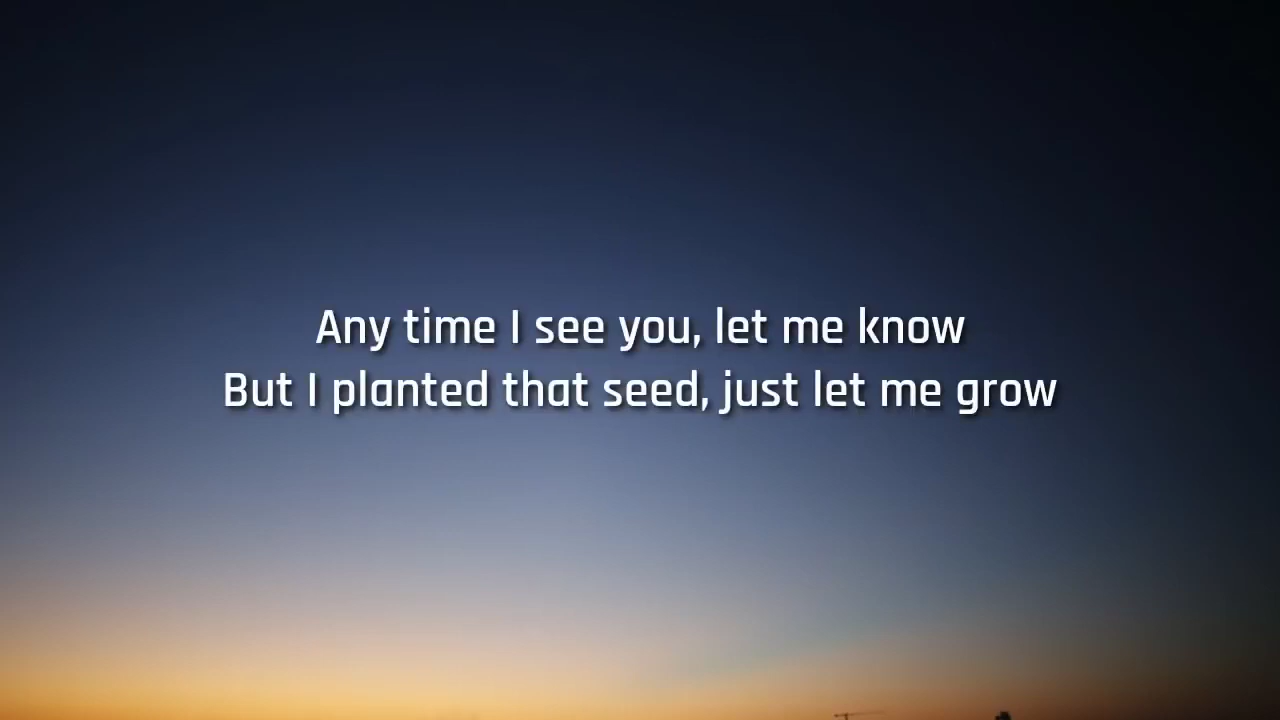 Any time I see you, let me know
But I planted that seed, just let me grow